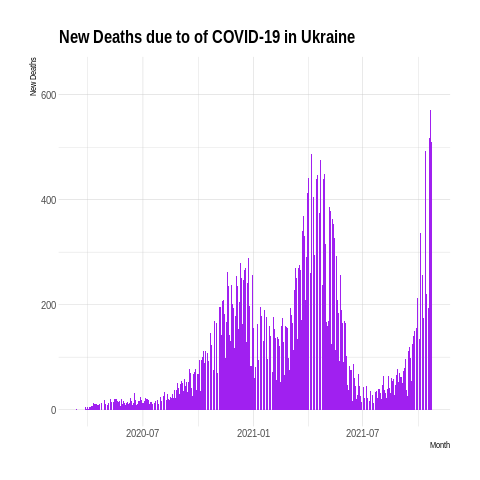 New Deaths due to of COVID-19 in Ukraine
New Deaths
600
400
200
0
2020-07
2021-01
2021-07
Month